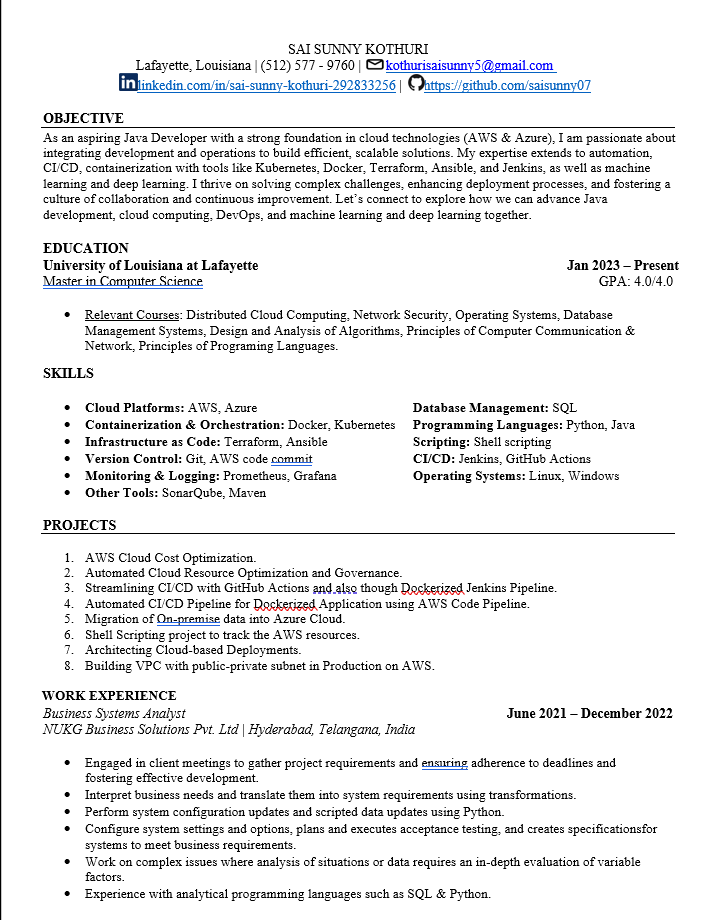 SAI SUNNY KOTHURI
Lafayette, Louisiana | (512) 577 - 9760 | kothurisaisunny5@gmail.com
linkedin.com/in/sai-sunny-kothuri-292833256 | https://github.com/saisunny07
OBJECTIVE
As an aspiring Java Developer with a strong foundation in cloud technologies (AWS & Azure), I am passionate about
integrating development and operations to build efficient, scalable solutions. My expertise extends to automation,
CI/CD, containerization with tools like Kubernetes, Docker, Terraform, Ansible, and Jenkins, as well as machine
learning and deep learning. I thrive on solving complex challenges, enhancing deployment processes, and fostering a
culture of collaboration and continuous improvement. Let's connect to explore how we can advance Java
development, cloud computing, DevOps, and machine learning and deep learning together.
EDUCATION
University of Louisiana at Lafayette Jan 2023 – Present
Master in Computer Science GPA: 4.0/4.0
• Relevant Courses: Distributed Cloud Computing, Network Security, Operating Systems, Database
Management Systems, Design and Analysis of Algorithms, Principles of Computer Communication &
Network, Principles of Programing Languages.
SKILLS
• Cloud Platforms: AWS, Azure Database Management: SQL
• Containerization & Orchestration: Docker, Kubernetes Programming Languages: Python, Java
• Infrastructure as Code: Terraform, Ansible Scripting: Shell scripting
• Version Control: Git, AWS code commit CI/CD: Jenkins, GitHub Actions
• Monitoring & Logging: Prometheus, Grafana Operating Systems: Linux, Windows
• Other Tools: SonarQube, Maven
PROJECTS
1. AWS Cloud Cost Optimization.
2. Automated Cloud Resource Optimization and Governance.
3. Streamlining CI/CD with GitHub Actions and also though Dockerized Jenkins Pipeline.
4. Automated CI/CD Pipeline for Dockerized Application using AWS Code Pipeline.
5. Migration of On-premise data into Azure Cloud.
6. Shell Scripting project to track the AWS resources.
7. Architecting Cloud-based Deployments.
8. Building VPC with public-private subnet in Production on AWS.
WORK EXPERIENCE
Business Systems Analyst June 2021 – December 2022
NUKG Business Solutions Pvt. Ltd | Hyderabad, Telangana, India
• Engaged in client meetings to gather project requirements and ensuring adherence to deadlines and
fostering effective development.
• Interpret business needs and translate them into system requirements using transformations.
• Perform system configuration updates and scripted data updates using Python.
• Configure system settings and options, plans and executes acceptance testing, and creates specificationsfor
systems to meet business requirements.
• Work on complex issues where analysis of situations or data requires an in-depth evaluation of variable
factors.
• Experience with analytical programming languages such as SQL & Python.